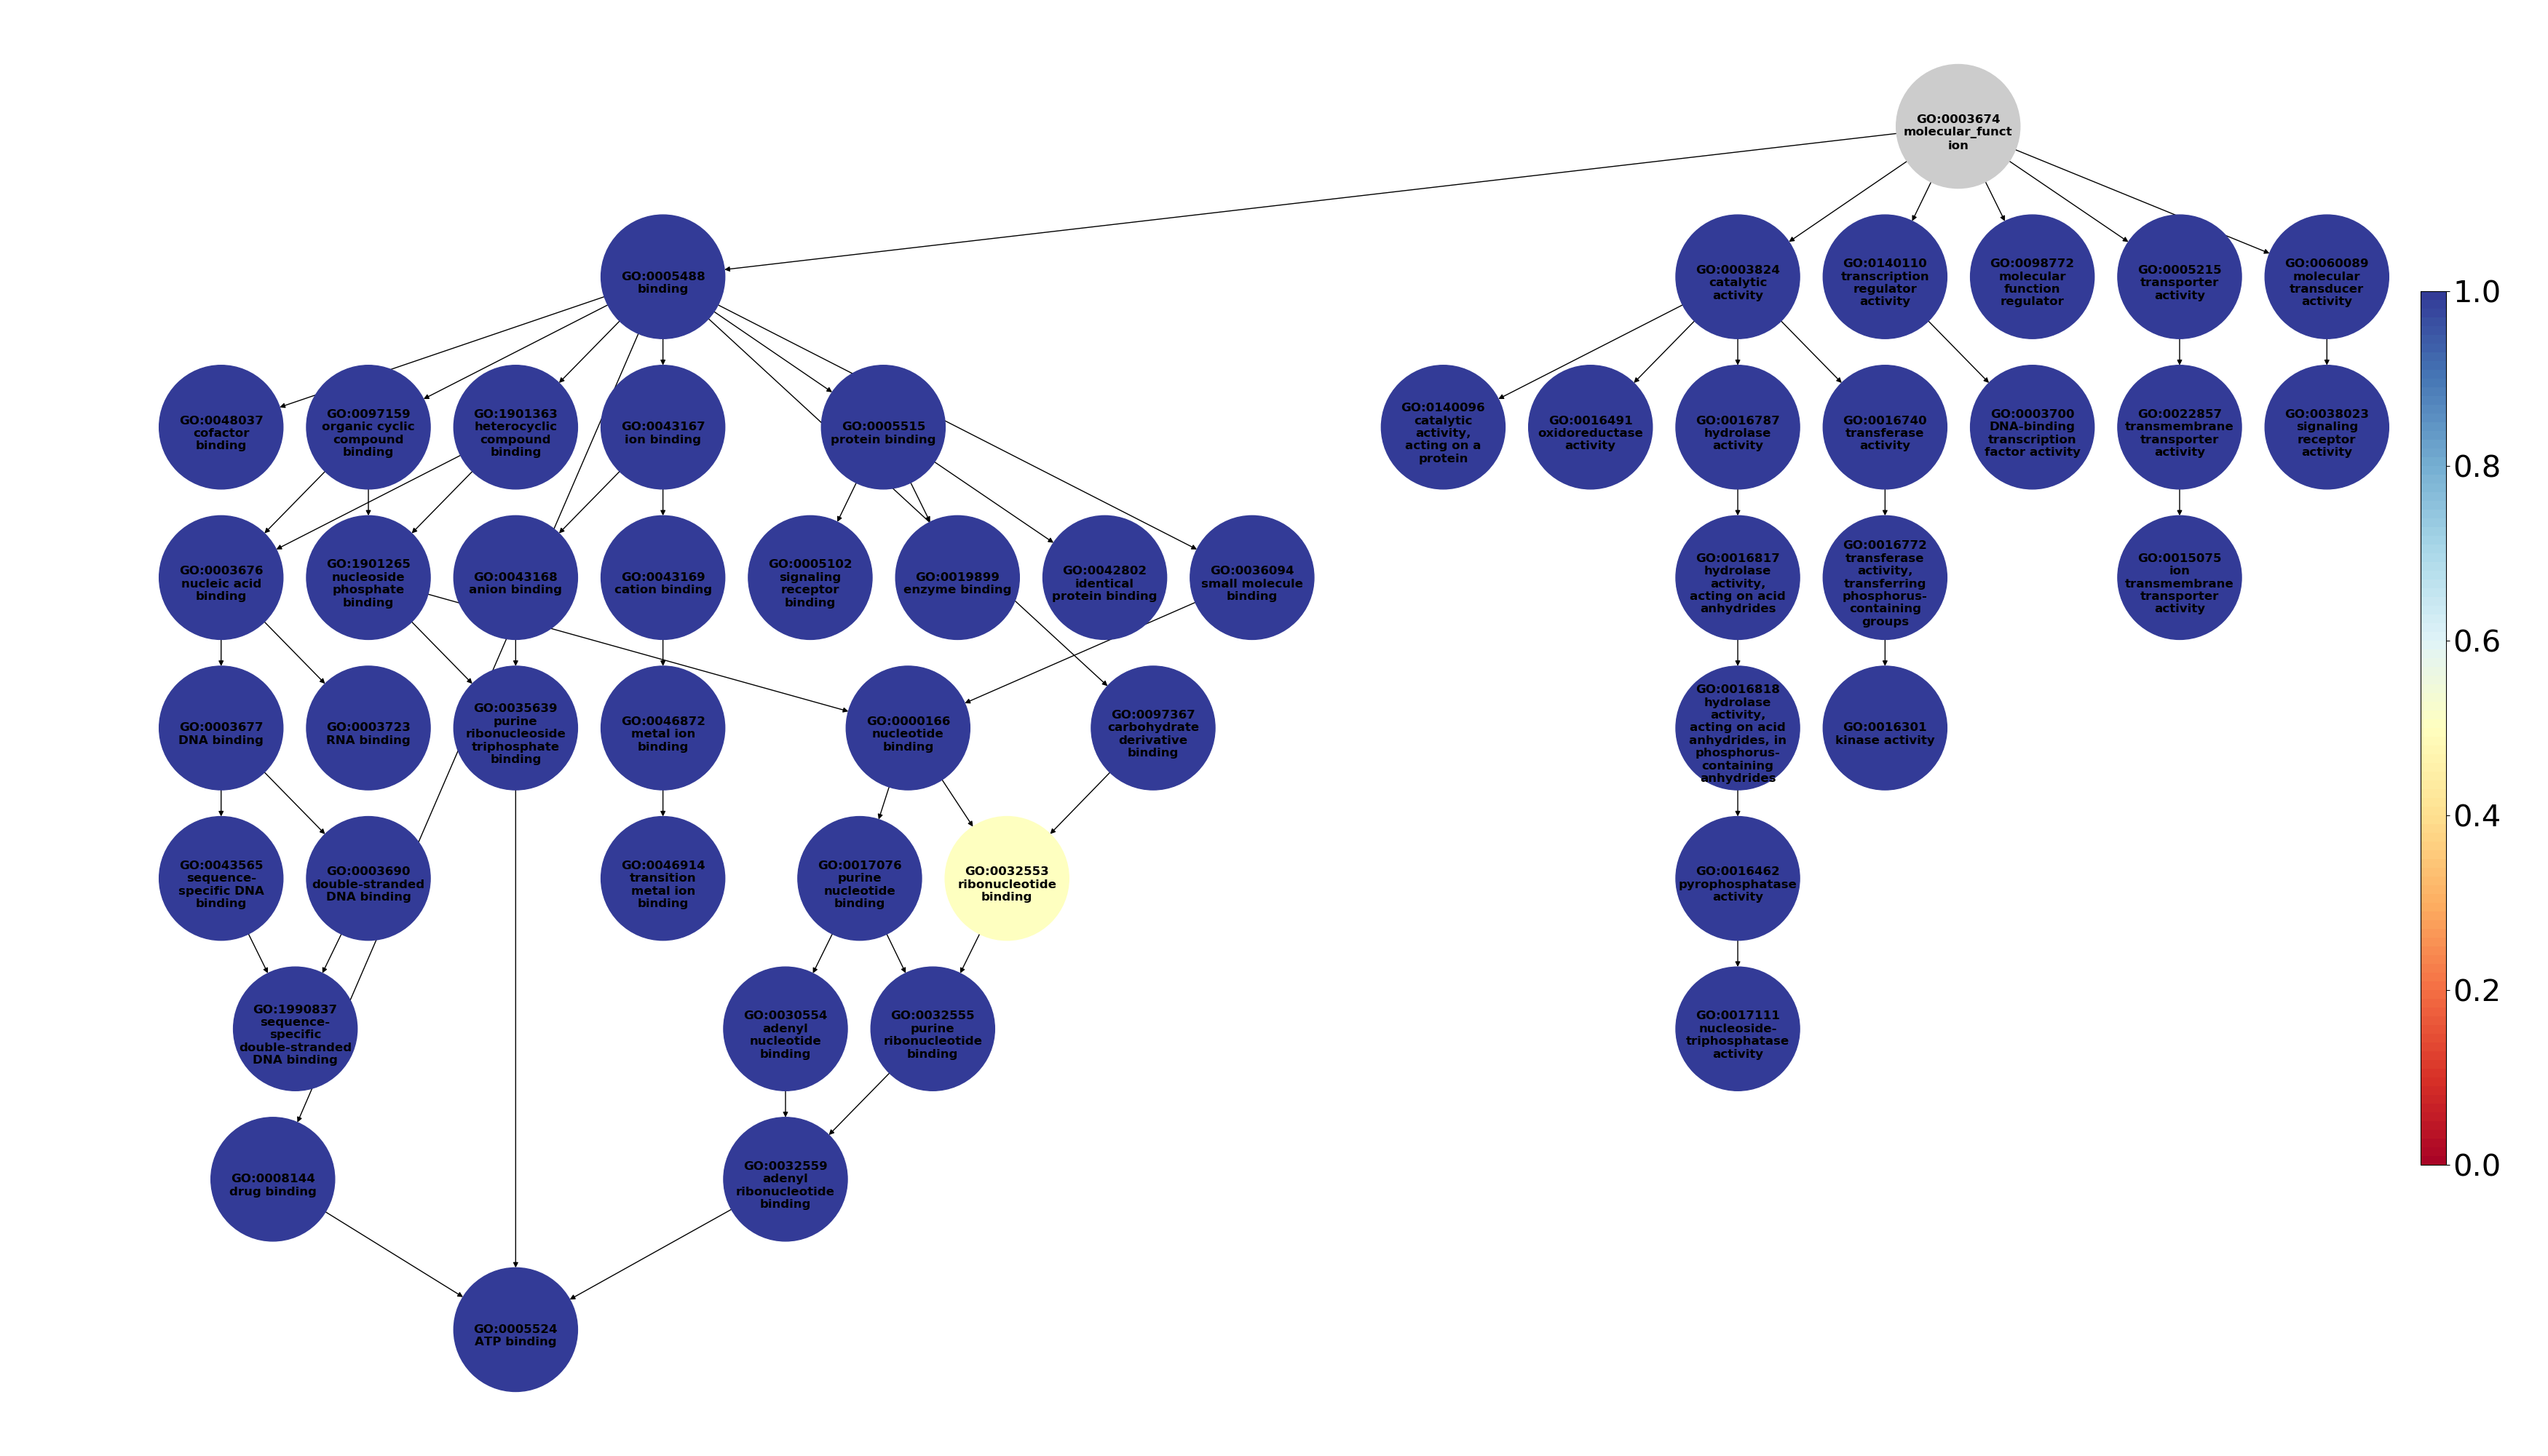 GO:0003674
molecular_funct
ion
GO:0005488
binding
GO:0003824
catalytic
activity
GO:0140110
transcription
regulator
activity
GO:0098772
molecular
function
regulator
GO:0005215
transporter
activity
GO:0060089
molecular
transducer
activity
GO:0048037
cofactor
binding
GO:0097159
organic cyclic
compound
binding
GO:1901363
heterocyclic
compound
binding
GO:0043167
ion binding
GO:0005515
protein binding
GO:0140096
catalytic
activity,
acting on a
protein
GO:0016491
oxidoreductase
activity
GO:0016787
hydrolase
activity
GO:0016740
transferase
activity
GO:0003700
DNA-binding
transcription
factor activity
GO:0022857
transmembrane
transporter
activity
GO:0038023
signaling
receptor
activity
GO:0003676
nucleic acid
binding
GO:1901265
nucleoside
phosphate
binding
GO:0043168
anion binding
GO:0043169
cation binding
GO:0005102
signaling
receptor
binding
GO:0019899
enzyme binding
GO:0042802
identical
protein binding
GO:0036094
small molecule
binding
GO:0016817
hydrolase
activity,
acting on acid
anhydrides
GO:0016772
transferase
activity,
transferring
phosphorus-
containing
groups
GO:0015075
ion
transmembrane
transporter
activity
GO:0003677
DNA binding
GO:0003723
RNA binding
GO:0035639
purine
ribonucleoside
triphosphate
binding
GO:0046872
metal ion
binding
GO:0000166
nucleotide
binding
GO:0097367
carbohydrate
derivative
binding
GO:0016818
hydrolase
activity,
acting on acid
anhydrides, in
phosphorus-
containing
anhydrides
GO:0016301
kinase activity
GO:0043565
sequence-
specific DNA
binding
GO:0003690
double-stranded
DNA binding
GO:0046914
transition
metal ion
binding
GO:0017076
purine
nucleotide
binding
GO:0032553
ribonucleotide
binding
GO:0016462
pyrophosphatase
activity
GO:1990837
sequence-
specific
double-stranded
DNA binding
GO:0030554
adenyl
nucleotide
binding
GO:0032555
purine
ribonucleotide
binding
GO:0017111
nucleoside-
triphosphatase
activity
GO:0008144
drug binding
GO:0032559
adenyl
ribonucleotide
binding
GO:0005524
ATP binding
1.0
0.8
0.6
0.4
0.2
0.0